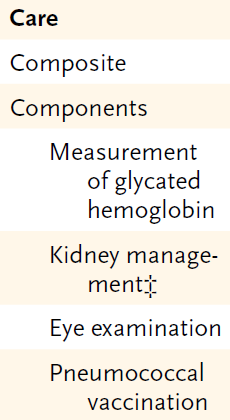 Care
Composite
Components
Measurement
of glycated
hemoglobin
Kidney manage-
ment‡
Eye examination
Pneumococcal
vaccination